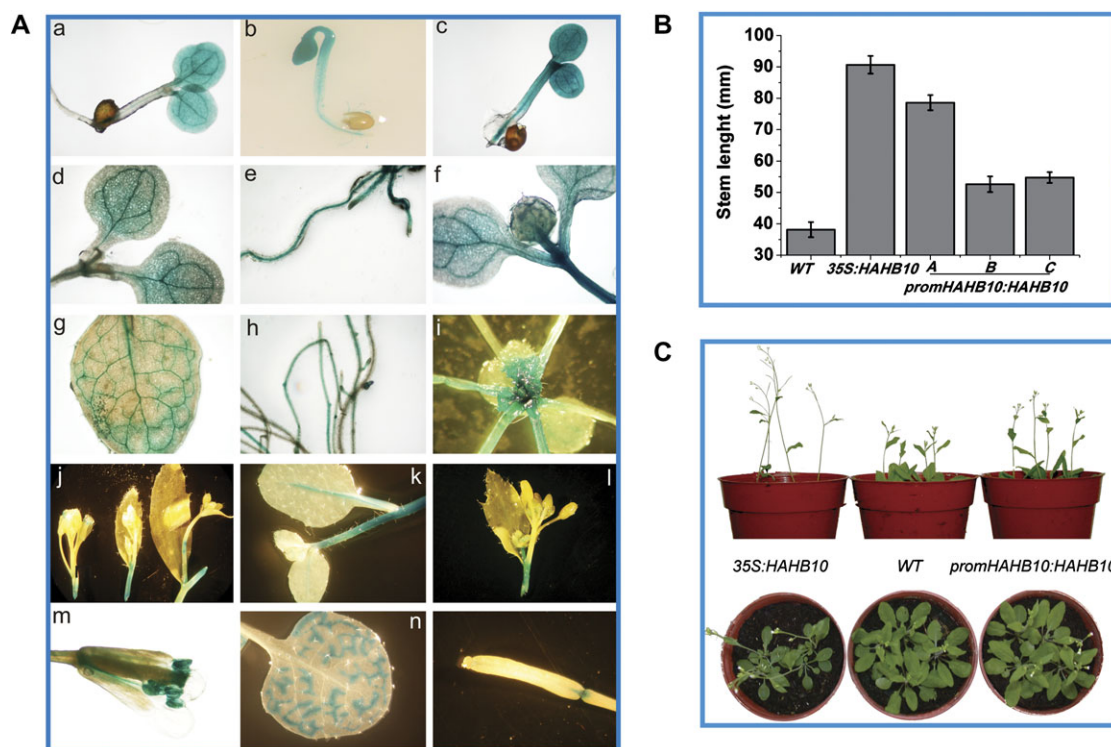 A
a
b
c
d
e
f
g
h
i
j
k
l
m
n
B
Stem lenght (mm)
100
90
80
70
60
50
40
30
WT
35S:HAHB10
A
B
C
promHAHB10:HAHB10
C
35S:HAHB10
WT
promHAHB10:HAHB10